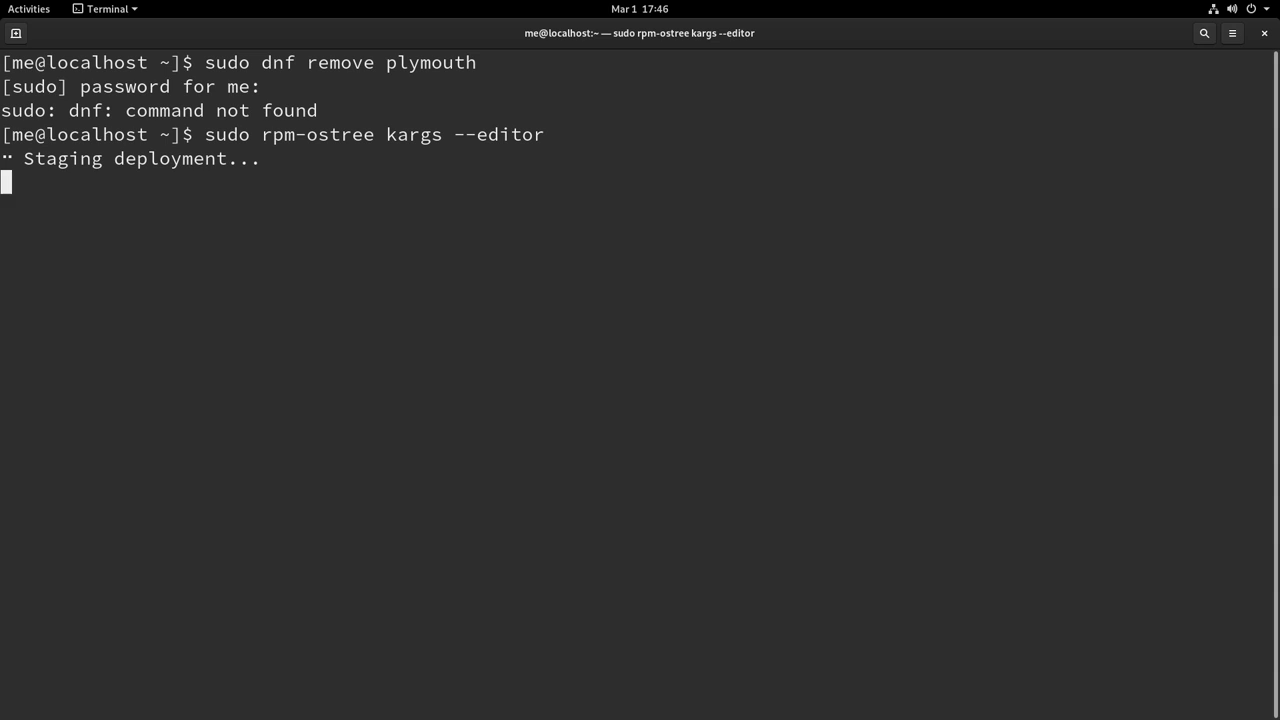 Activities Terminal Mar 1 17:46
me@localhost:~ — sudo rpm-ostree kargs --editor
[me@localhost ~]$ sudo dnf remove plymouth
[sudo] password for me:
sudo: dnf: command not found
[me@localhost ~]$ sudo rpm-ostree kargs --editor
⠒ Staging deployment...